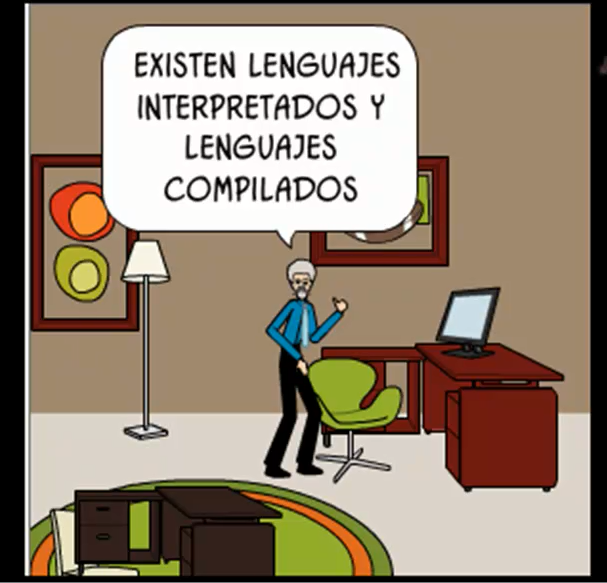 EXISTEN LENGUAJES
INTERPRETADOS Y
LENGUAJES
COMPILADOS